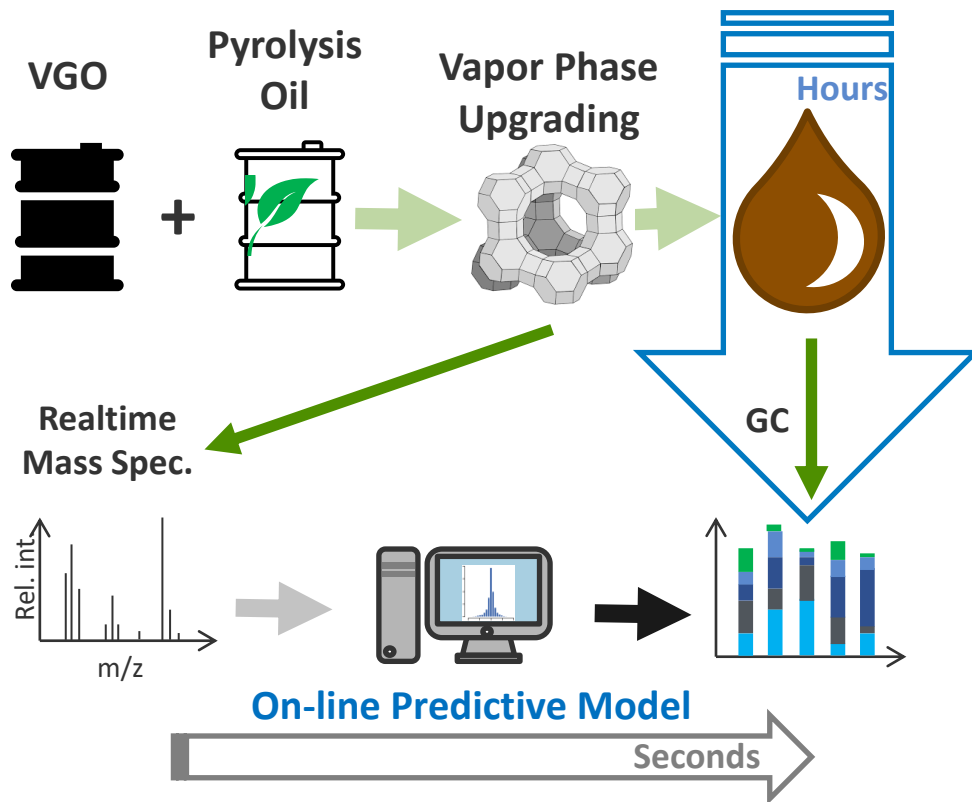 VGO
+
Pyrolysis
Oil
Vapor Phase
Upgrading
Hours
GC
Realtime
Mass Spec.
Rel. int.
m/z
On-line Predictive Model
Seconds